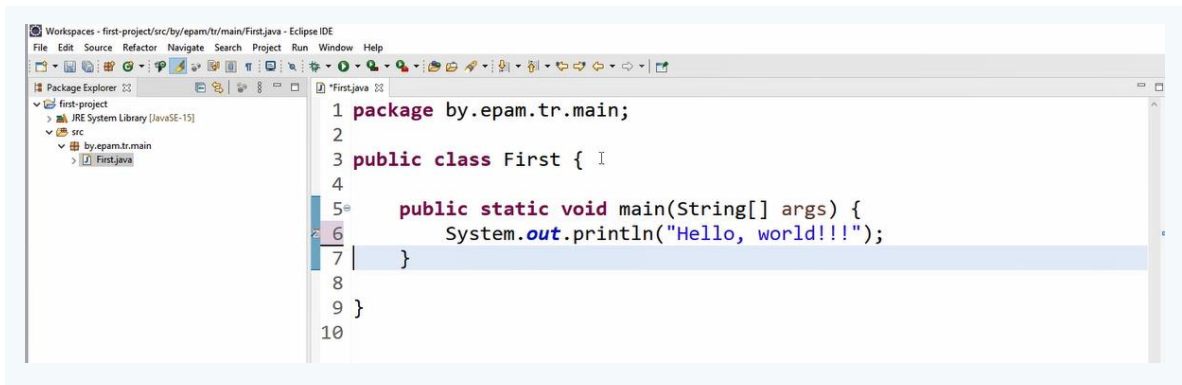 Workspaces - first-project/src/by/epam/tr/main/First.java - Eclipse IDE
File Edit Source Refactor Navigate Search Project Run Window Help
Package Explorer
first-project
JRE System Library [JavaSE-15]
src
by.epam.tr.main
First.java
*First.java
1 package by.epam.tr.main;
2
3 public class First {
4
5 public static void main(String[] args) {
6 System.out.println("Hello, world!!!");
7 }
8
9 }
10